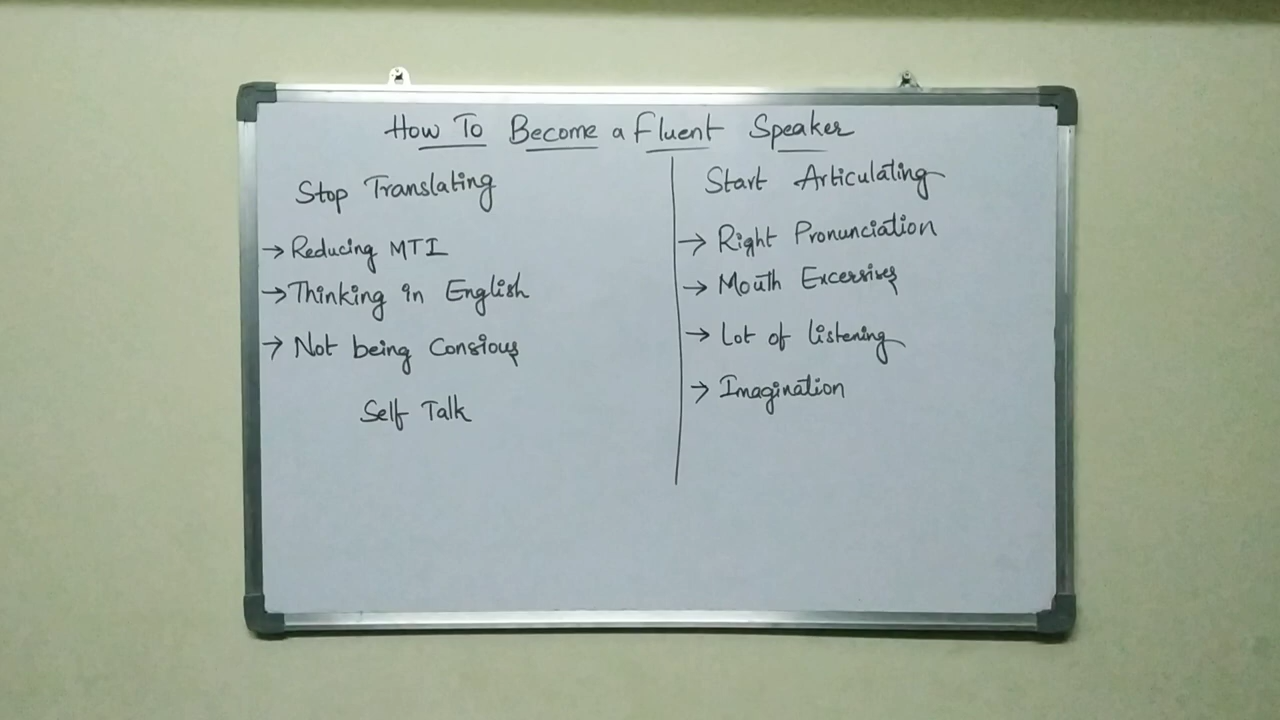 How To Become a Fluent Speaker
Stop Translating
→ Reducing MTI
→ Thinking in English
→ Not being Consious
Self Talk
Start Articulating
→ Right Pronunciation
→ Mouth Excersises
→ Lot of listening
→ Imagination